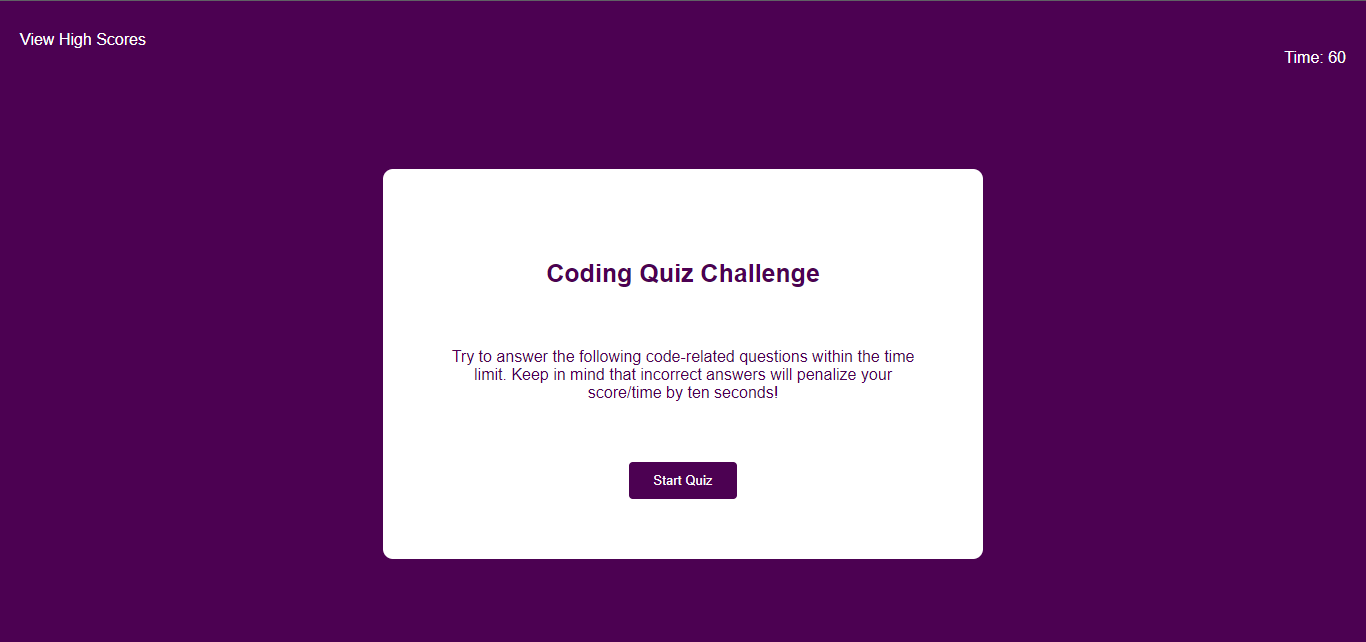 View High Scores
Time: 60
Coding Quiz Challenge
Try to answer the following code-related questions within the time
limit. Keep in mind that incorrect answers will penalize your
score/time by ten seconds!
Start Quiz